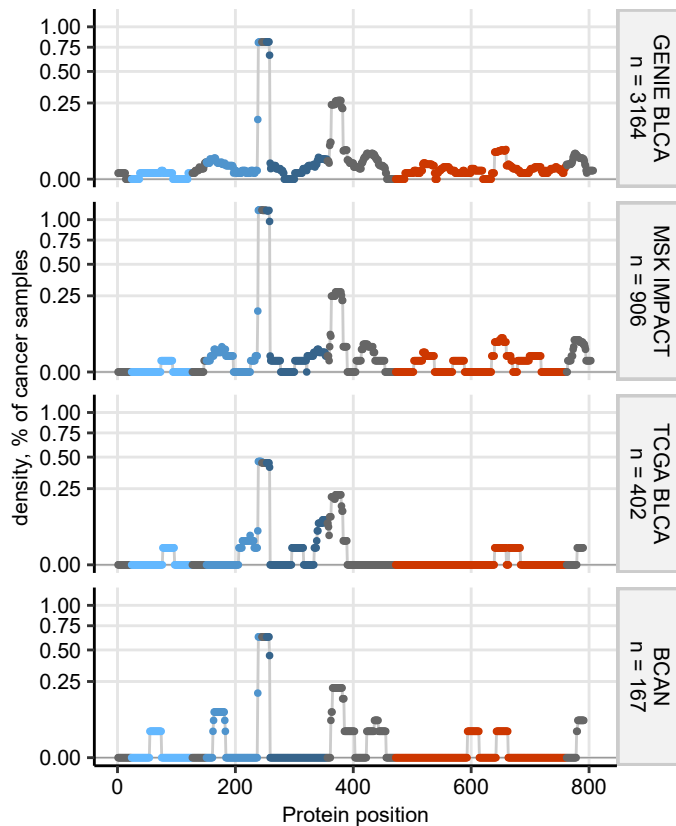 density, % of cancer samples
1.00
0.75
0.50
0.25
0.00
GENIE BLCA
n = 3164
1.00
0.75
0.50
0.25
0.00
MSK IMPACT
n = 906
1.00
0.75
0.50
0.25
0.00
TCGA BLCA
n = 402
1.00
0.75
0.50
0.25
0.00
BCAN
n = 167
0 200 400 600 800
Protein position